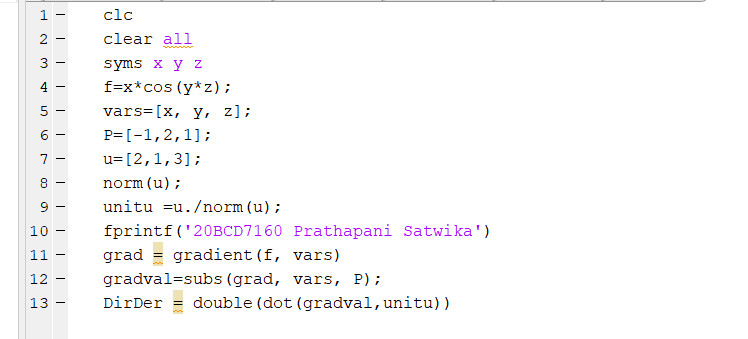 1 - clc
2 - clear all
3 - syms x y z
4 - f=x*cos(y*z);
5 - vars=[x, y, z];
6 - P=[-1,2,1];
7 - u=[2,1,3];
8 - norm(u);
9 - unitu =u./norm(u);
10 - fprintf('20BCD7160 Prathapani Satwika')
11 - grad = gradient(f, vars)
12 - gradval=subs(grad, vars, P);
13 - DirDer = double(dot(gradval,unitu))